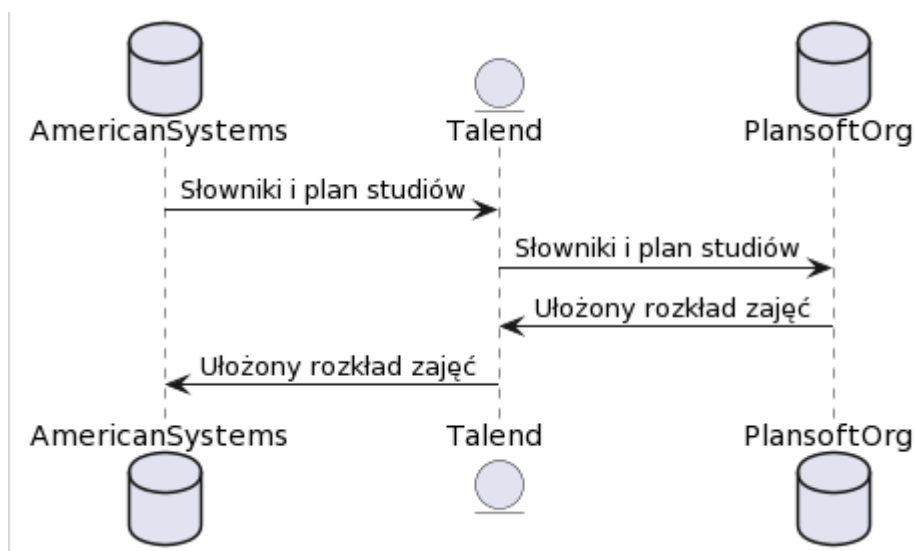 AmericanSystems
Talend
PlansoftOrg
Słowniki i plan studiów
Słowniki i plan studiów
Ułożony rozkład zajęć
Ułożony rozkład zajęć
AmericanSystems
Talend
PlansoftOrg